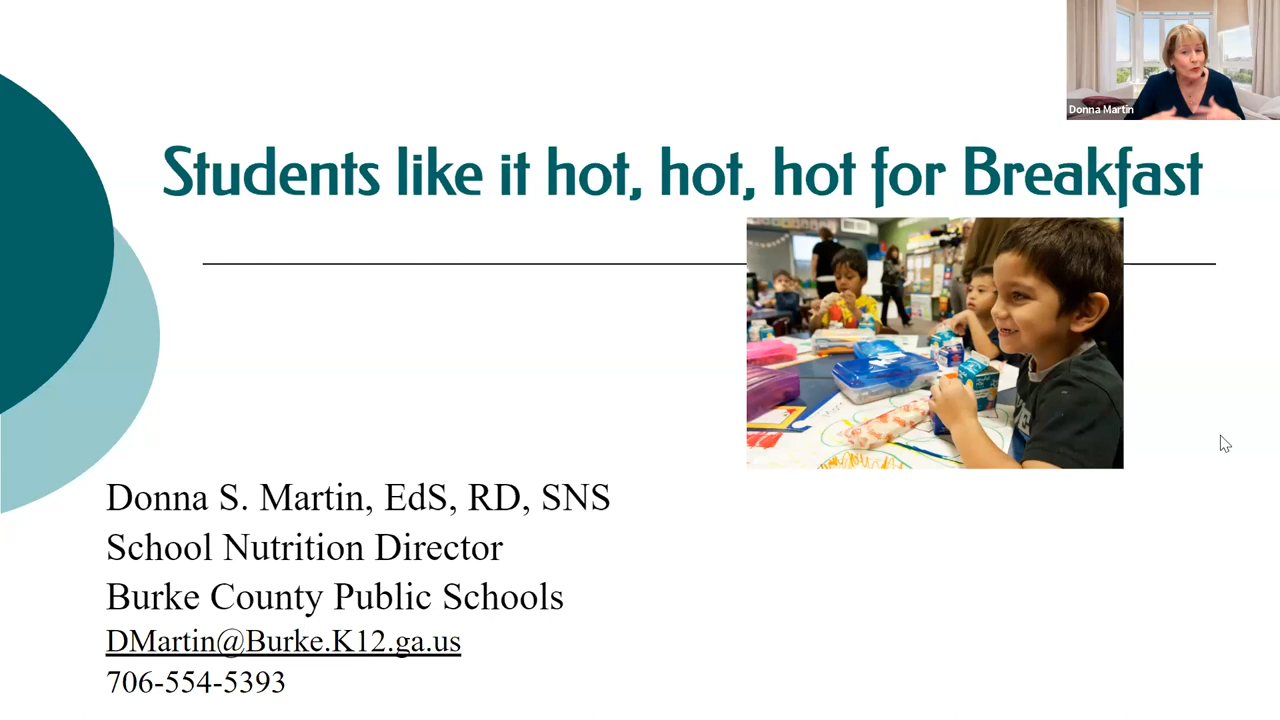 Donna Martin
Students like it hot, hot, hot for Breakfast
Donna S. Martin, EdS, RD, SNS
School Nutrition Director
Burke County Public Schools
DMartin@Burke.K12.ga.us
706-554-5393